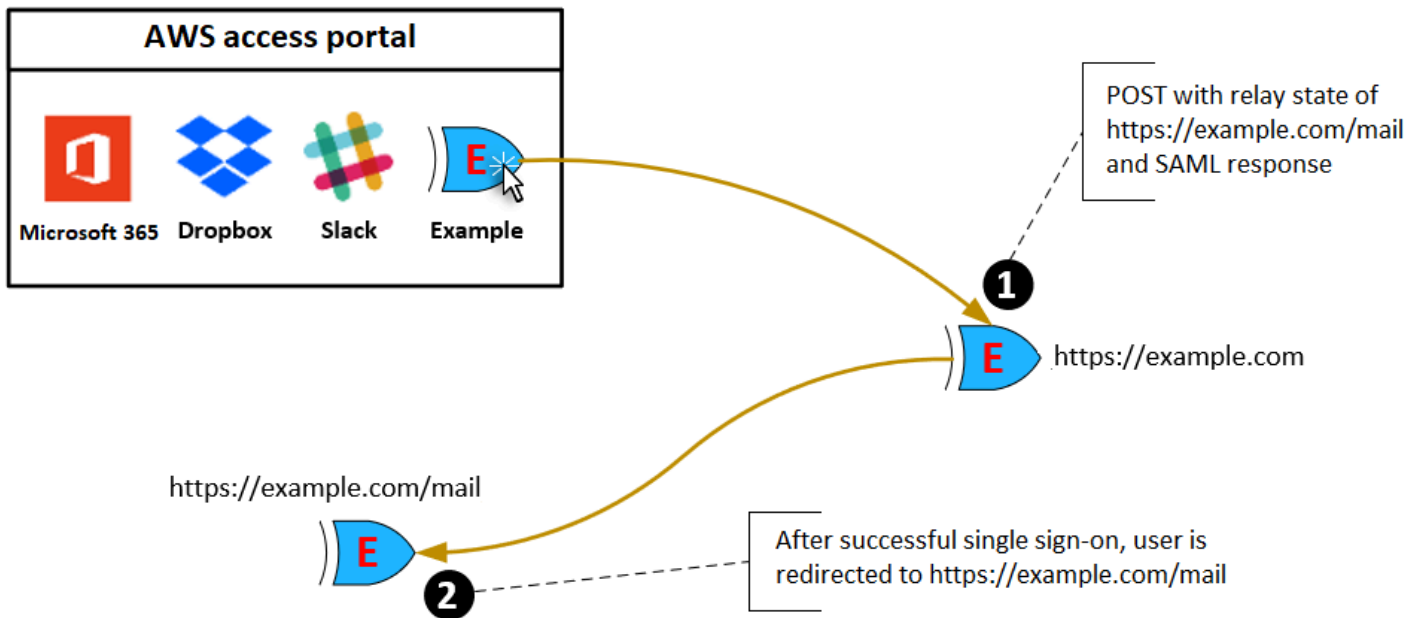 AWS access portal
Microsoft 365
Dropbox
Slack
E
Example
POST with relay state of
https://example.com/mail
and SAML response
1
E
https://example.com
https://example.com/mail
E
2
After successful single sign-on, user is
redirected to https://example.com/mail